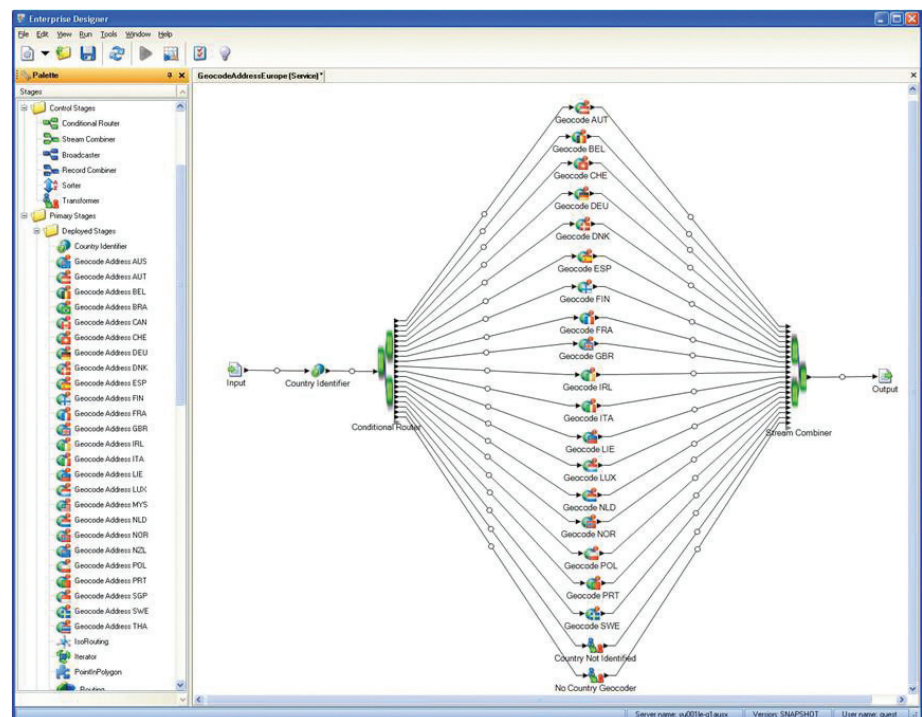 Enterprise Designer
File Edit View Run Tools Window Help
Palette
GeocodeAddressEurope (Service)*
Stages
Control Stages
Conditional Router
Stream Combiner
Broadcaster
Record Combiner
Sorter
Transformer
Primary Stages
Deployed Stages
Country Identifier
Geocode Address AUS
Geocode Address AUT
Geocode Address BEL
Geocode Address BRA
Geocode Address CAN
Geocode Address CHE
Geocode Address DEU
Geocode Address DNK
Geocode Address ESP
Geocode Address FIN
Geocode Address FRA
Geocode Address GBR
Geocode Address IRL
Geocode Address ITA
Geocode Address LIE
Geocode Address LUX
Geocode Address MYS
Geocode Address NLD
Geocode Address NOR
Geocode Address NZL
Geocode Address POL
Geocode Address PRT
Geocode Address SGP
Geocode Address SWE
Geocode Address THA
IsoRouting
Iterator
PointInPolygon
Routing
Input
Country Identifier
Conditional Router
Geocode AUT
Geocode BEL
Geocode CHE
Geocode DEU
Geocode DNK
Geocode ESP
Geocode FIN
Geocode FRA
Geocode GBR
Geocode IRL
Geocode ITA
Geocode LIE
Geocode LUX
Geocode NLD
Geocode NOR
Geocode POL
Geocode PRT
Geocode SWE
Country Not Identified
No Country Geocoder
Stream Combiner
Output
Server name:
Version: SNAPSHOT
User name: guest